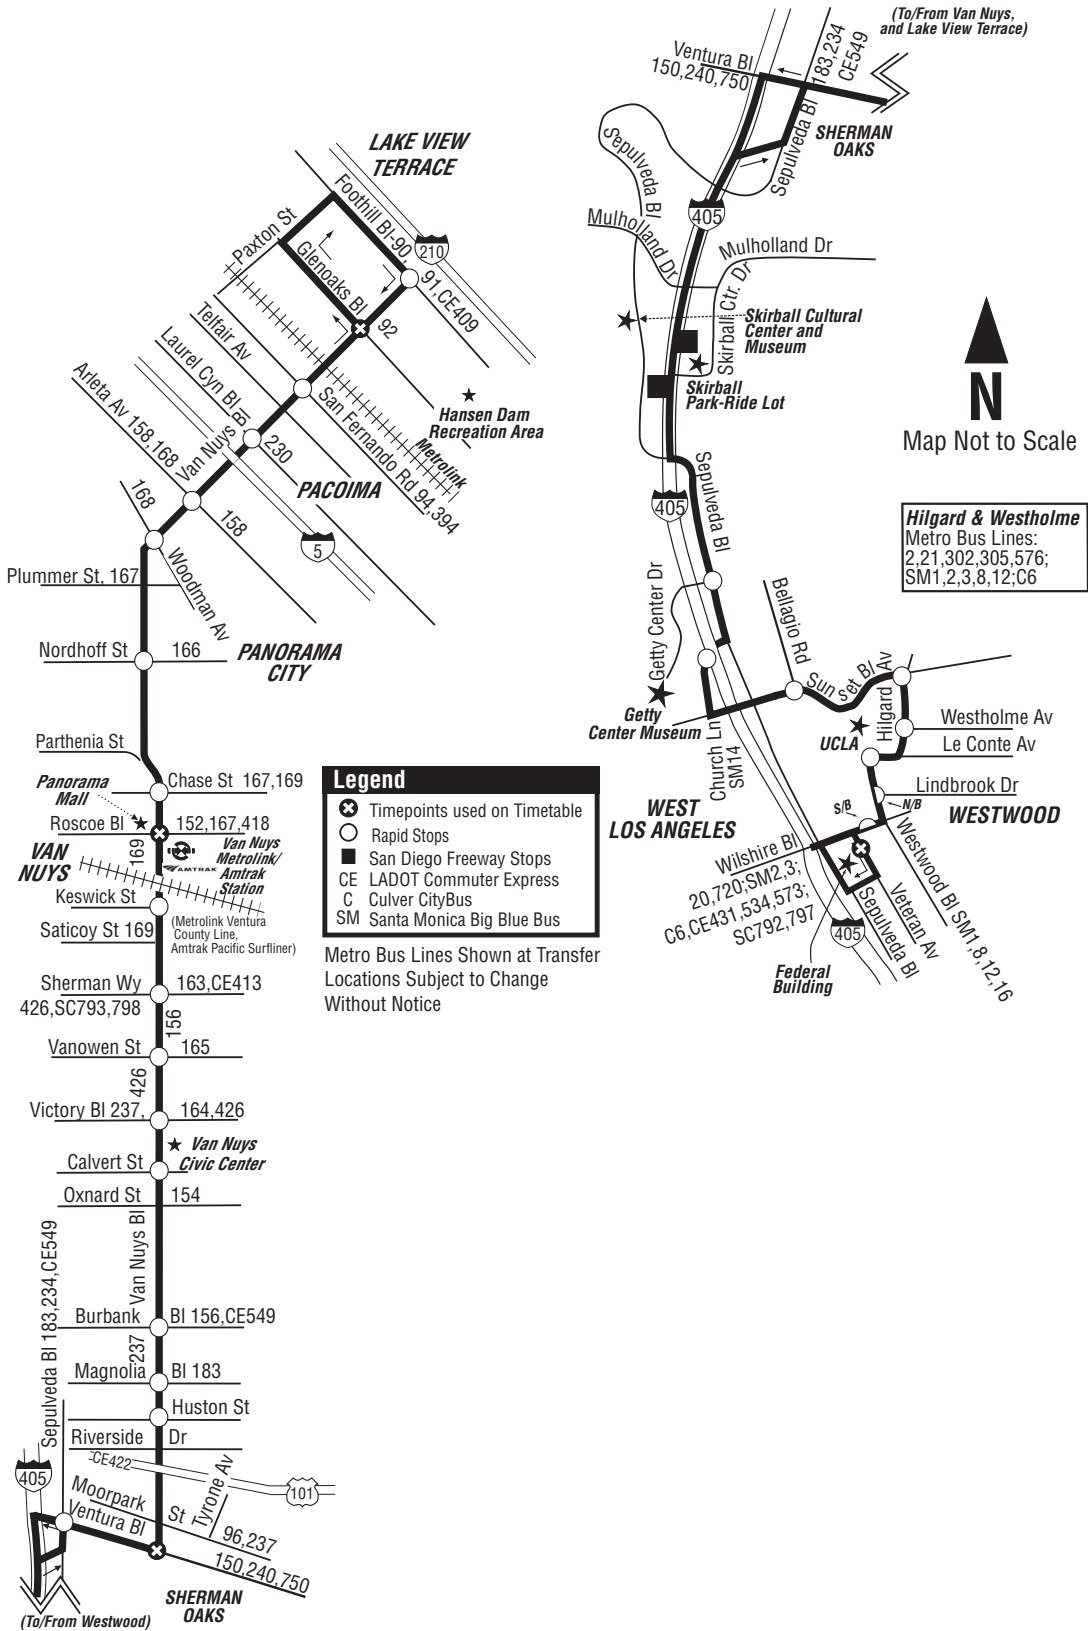 (To/From Van Nuys,
and Lake View Terrace)
Ventura Bl
150,240,750
183,234
CE549
Sepulveda Bl
SHERMAN
OAKS
Sepulveda Bl
405
Mulholland Dr
Mulholland Dr
Skirball Ctr. Dr
Skirball Cultural
Center and
Museum
Skirball
Park-Ride Lot
N
Map Not to Scale
Sepulveda Bl
405
Hilgard & Westholme
Metro Bus Lines:
2,21,302,305,576;
SM1,2,3,8,12;C6
Getty Center Dr
Bellagio Rd
Sunset Bl
Hilgard Av
Getty
Center Museum
Church Ln
SM14
UCLA
Westholme Av
Le Conte Av
Lindbrook Dr
S/B
N/B
WEST
LOS ANGELES
WESTWOOD
Wilshire Bl
20,720;SM2,3;
C6,CE431,534,573;
SC792,797
405
Sepulveda Bl
Veteran Av
Westwood Bl SM1,8,12,16
Federal
Building
LAKE VIEW
TERRACE
Paxton St
Foothill Bl-90,
91,CE409
210
Glenoaks Bl
92
Telfair Av
Laurel Cyn Bl
Arleta Av 158,168
Van Nuys Bl
230
San Fernando Rd 94,394
Metrolink
Hansen Dam
Recreation Area
PACOIMA
168
158
5
Woodman Av
Plummer St, 167
Nordhoff St
166
PANORAMA
CITY
Parthenia St
Chase St 167,169
Panorama
Mall
Roscoe Bl
152,167,418
VAN
NUYS
169
AMTRAK
Van Nuys
Metrolink/
Amtrak
Station
Keswick St
(Metrolink Ventura
County Line,
Amtrak Pacific Surfliner)
Saticoy St 169
Sherman Wy
163,CE413
426,SC793,798
156
Vanowen St
165
426
Victory Bl 237,
164,426
Van Nuys
Civic Center
Calvert St
Oxnard St
154
Van Nuys Bl
Sepulveda Bl 183,234,CE549
Burbank
Bl 156,CE549
237
Magnolia
Bl 183
Huston St
Riverside
Dr
CE422
101
405
Moorpark
St
Tyrone Av
Ventura Bl
96,237
150,240,750
SHERMAN
OAKS
(To/From Westwood)
Legend
Timepoints used on Timetable
Rapid Stops
San Diego Freeway Stops
CE LADOT Commuter Express
C Culver CityBus
SM Santa Monica Big Blue Bus
Metro Bus Lines Shown at Transfer
Locations Subject to Change
Without Notice